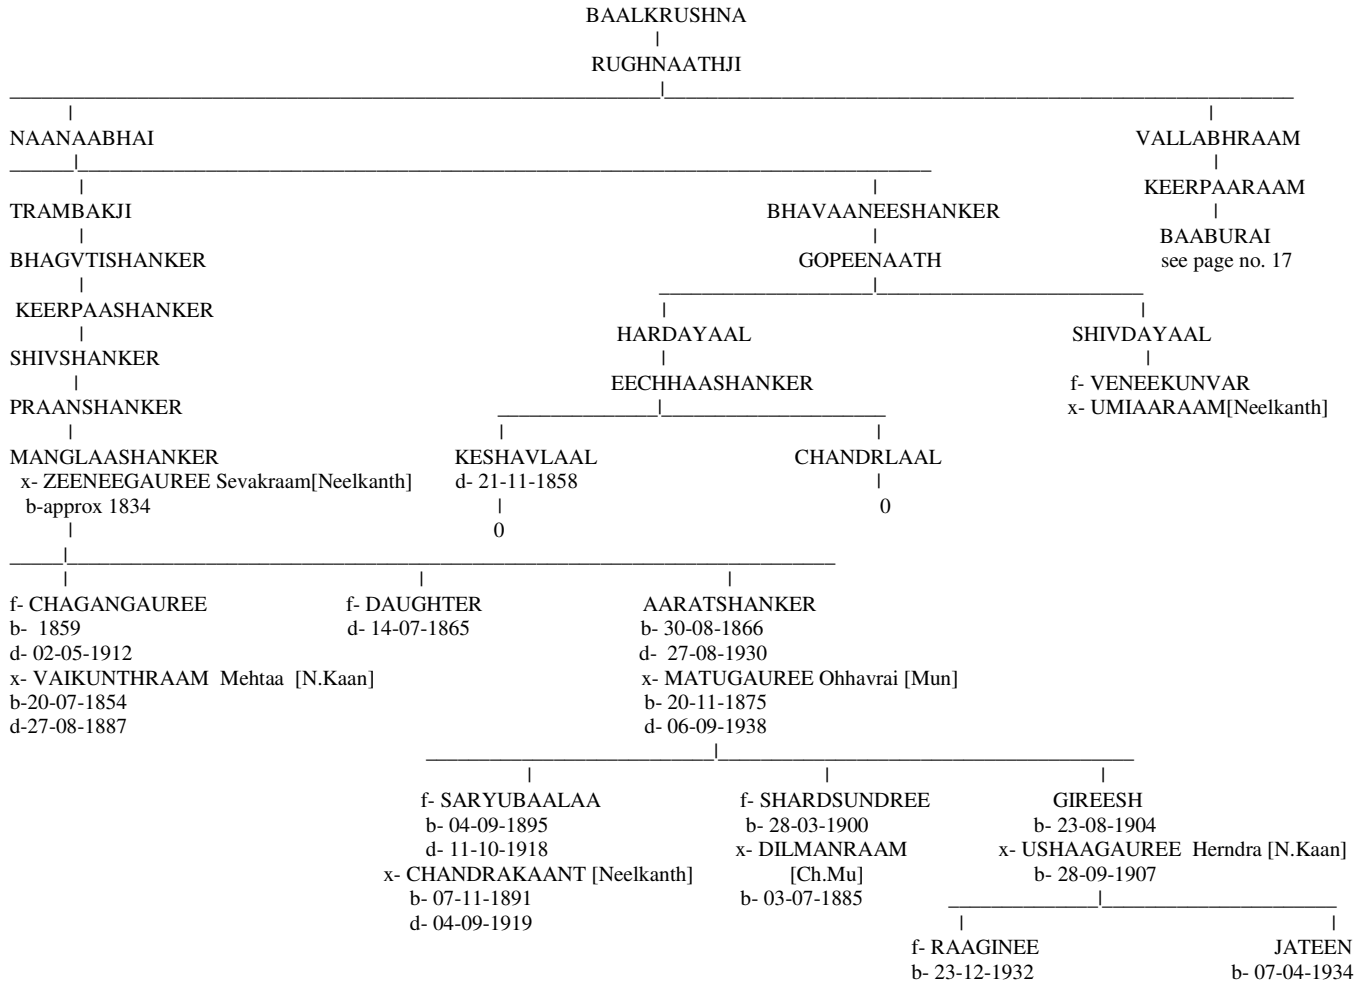 BAALKRUSHNA
RUGHNAATHJI
NAANAABHAI VALLABHRAAM
KEERPAARAAM
TRAMBAKJI BHAVAANEESHANKER
BAABURAI
BHAGVTISHANKER GOPEENAATH see page no. 17
KEERPAASHANKER
HARDAYAAL SHIVDAYAAL
SHIVSHANKER
EECHHAASHANKER f- VENEEKUNVAR
PRAANSHANKER x- UMIAARAAM[Neelkanth]
MANGLAASHANKER KESHAVLAAL CHANDRLAAL
x- ZEENEEGAUREE Sevakraam[Neelkanth] d- 21-11-1858
b-approx 1834 0
0
f- CHAGANGAUREE f- DAUGHTER AARATSHANKER
b- 1859 d- 14-07-1865 b- 30-08-1866
d- 02-05-1912 d- 27-08-1930
x- VAIKUNTHRAAM Mehtaa [N.Kaan] x- MATUGAUREE Ohhavrai [Mun]
b-20-07-1854 b- 20-11-1875
d-27-08-1887 d- 06-09-1938
f- SARYUBAALAA f- SHARDSUNDREE GIREESH
b- 04-09-1895 b- 28-03-1900 b- 23-08-1904
d- 11-10-1918 x- DILMANRAAM x- USHAAGAUREE Herndra [N.Kaan]
x- CHANDRAKAANT [Neelkanth] [Ch.Mu] b- 28-09-1907
b- 07-11-1891 b- 03-07-1885
d- 04-09-1919
f- RAAGINEE JATEEN
b- 23-12-1932 b- 07-04-1934